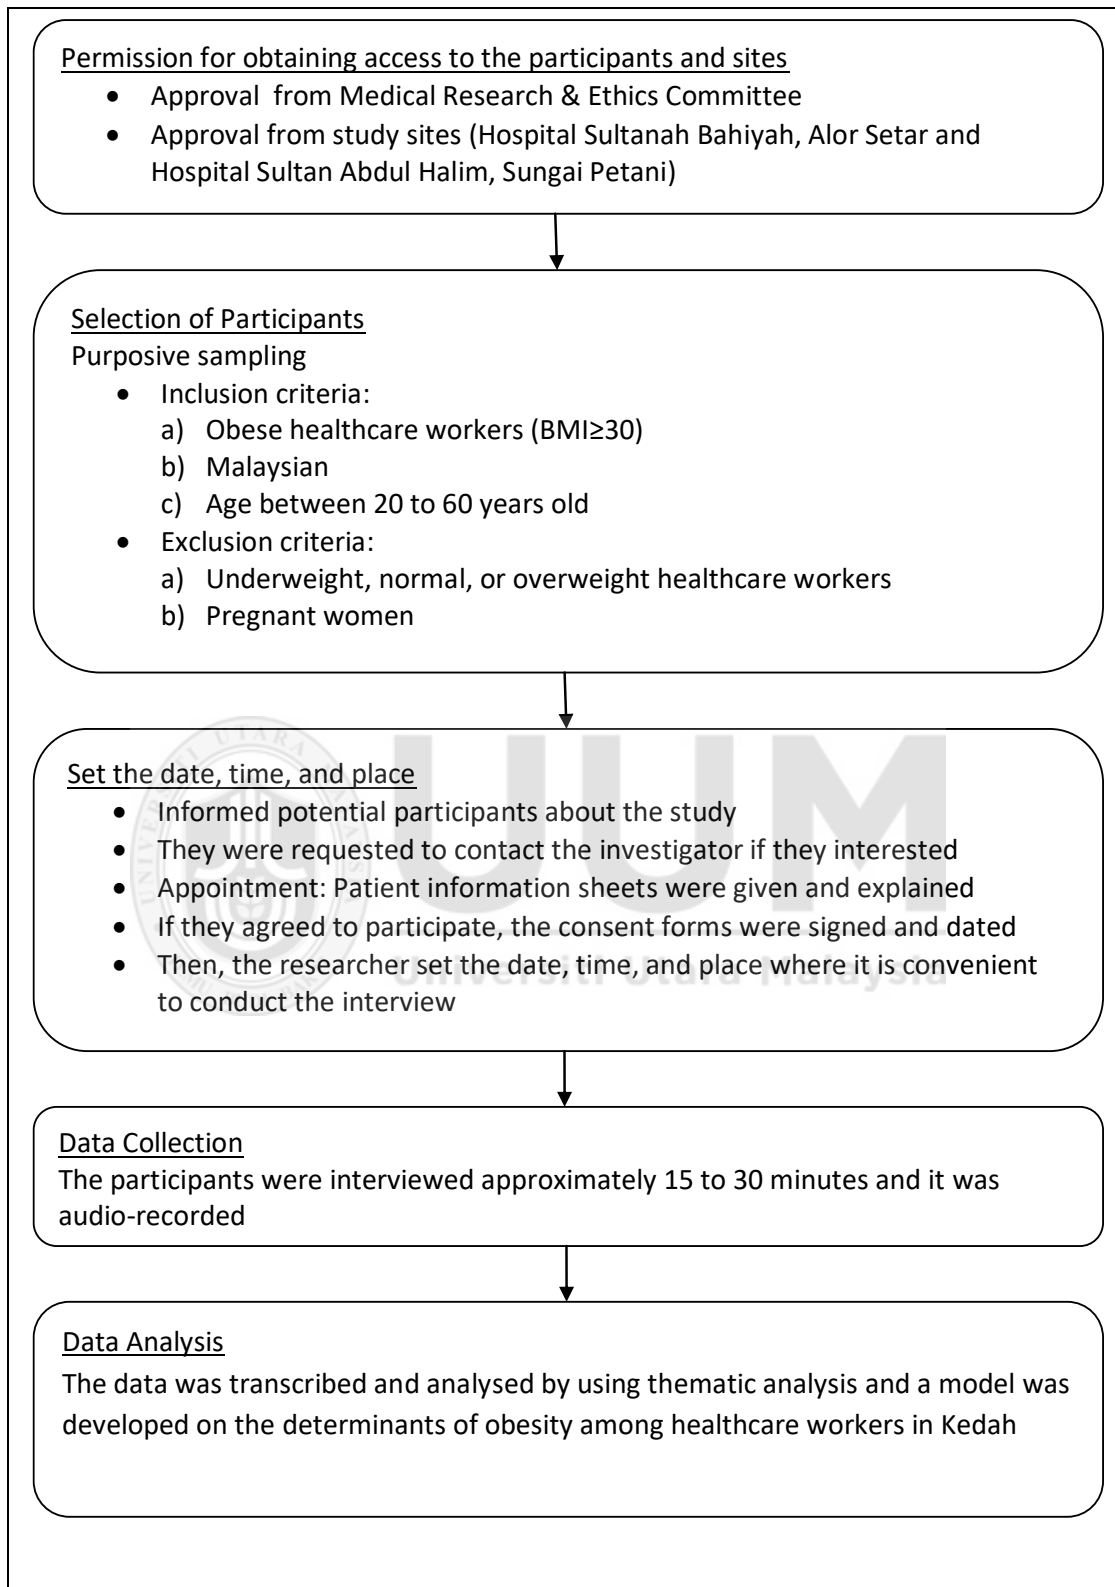 Permission for obtaining access to the participants and sites
• Approval from Medical Research & Ethics Committee
• Approval from study sites (Hospital Sultanah Bahiyah, Alor Setar and
Hospital Sultan Abdul Halim, Sungai Petani)
Selection of Participants
Purposive sampling
• Inclusion criteria:
a) Obese healthcare workers (BMI≥30)
b) Malaysian
c) Age between 20 to 60 years old
• Exclusion criteria:
a) Underweight, normal, or overweight healthcare workers
b) Pregnant women
Set the date, time, and place
• Informed potential participants about the study
• They were requested to contact the investigator if they interested
• Appointment: Patient information sheets were given and explained
• If they agreed to participate, the consent forms were signed and dated
• Then, the researcher set the date, time, and place where it is convenient
to conduct the interview
UUM
Universiti Utara Malaysia
UNIVERSITI UTARA MALAYSIA
Data Collection
The participants were interviewed approximately 15 to 30 minutes and it was
audio-recorded
Data Analysis
The data was transcribed and analysed by using thematic analysis and a model was
developed on the determinants of obesity among healthcare workers in Kedah